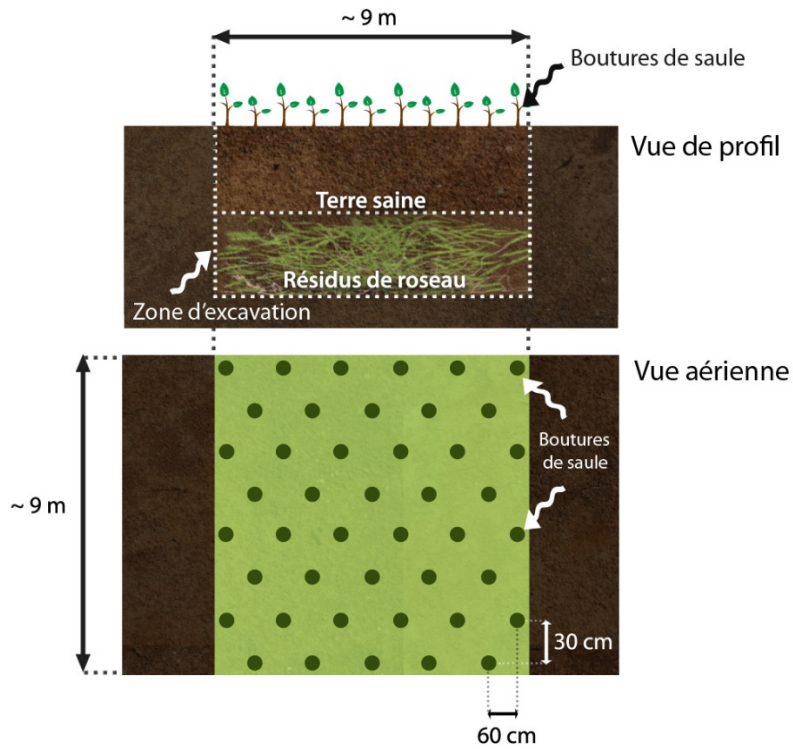 ~ 9 m
Boutures de saule
Vue de profil
Terre saine
Résidus de roseau
Zone d'excavation
Vue aérienne
Boutures
de saule
~ 9 m
30 cm
60 cm